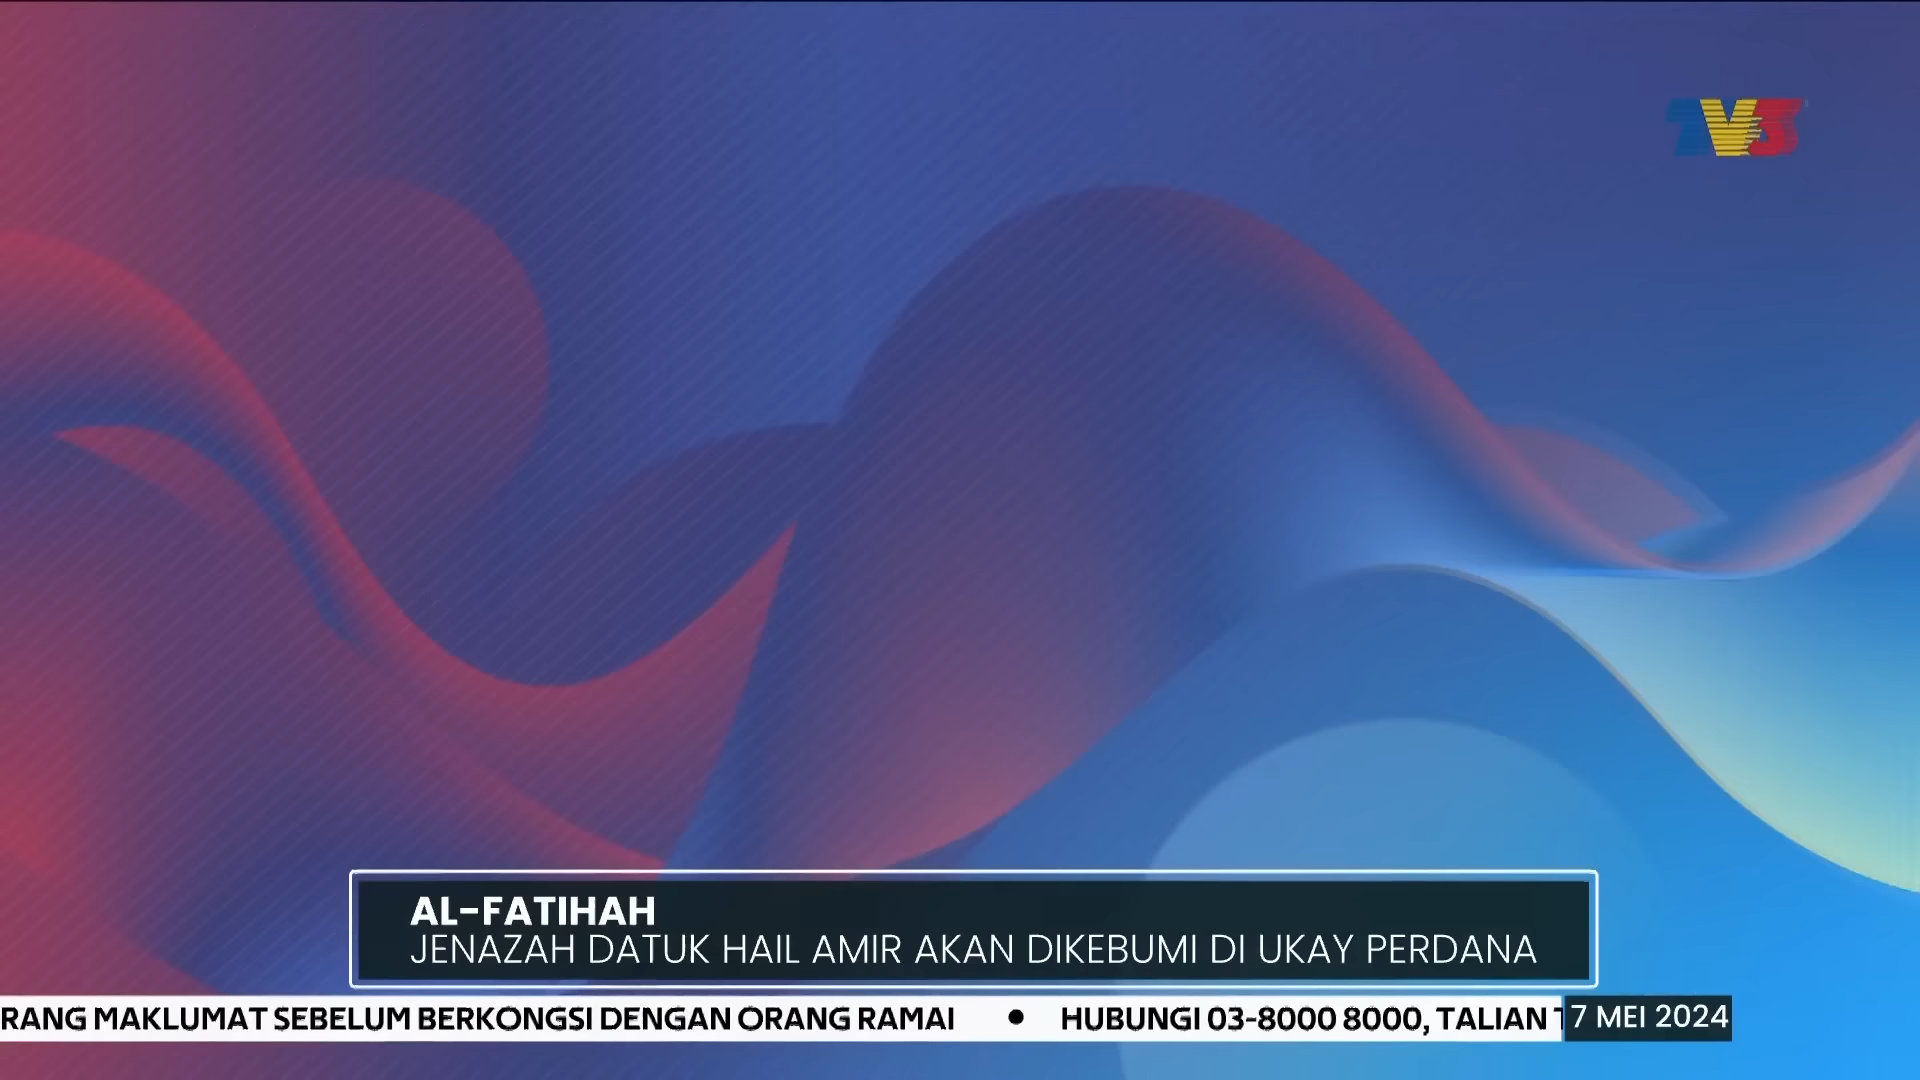 TV3
AL-FATIHAH
JENAZAH DATUK HAIL AMIR AKAN DIKEBUMI DI UKAY PERDANA
RANG MAKLUMAT SEBELUM BERKONGSI DENGAN ORANG RAMAI • HUBUNGI 03-8000 8000, TALIAN
7 MEI 2024